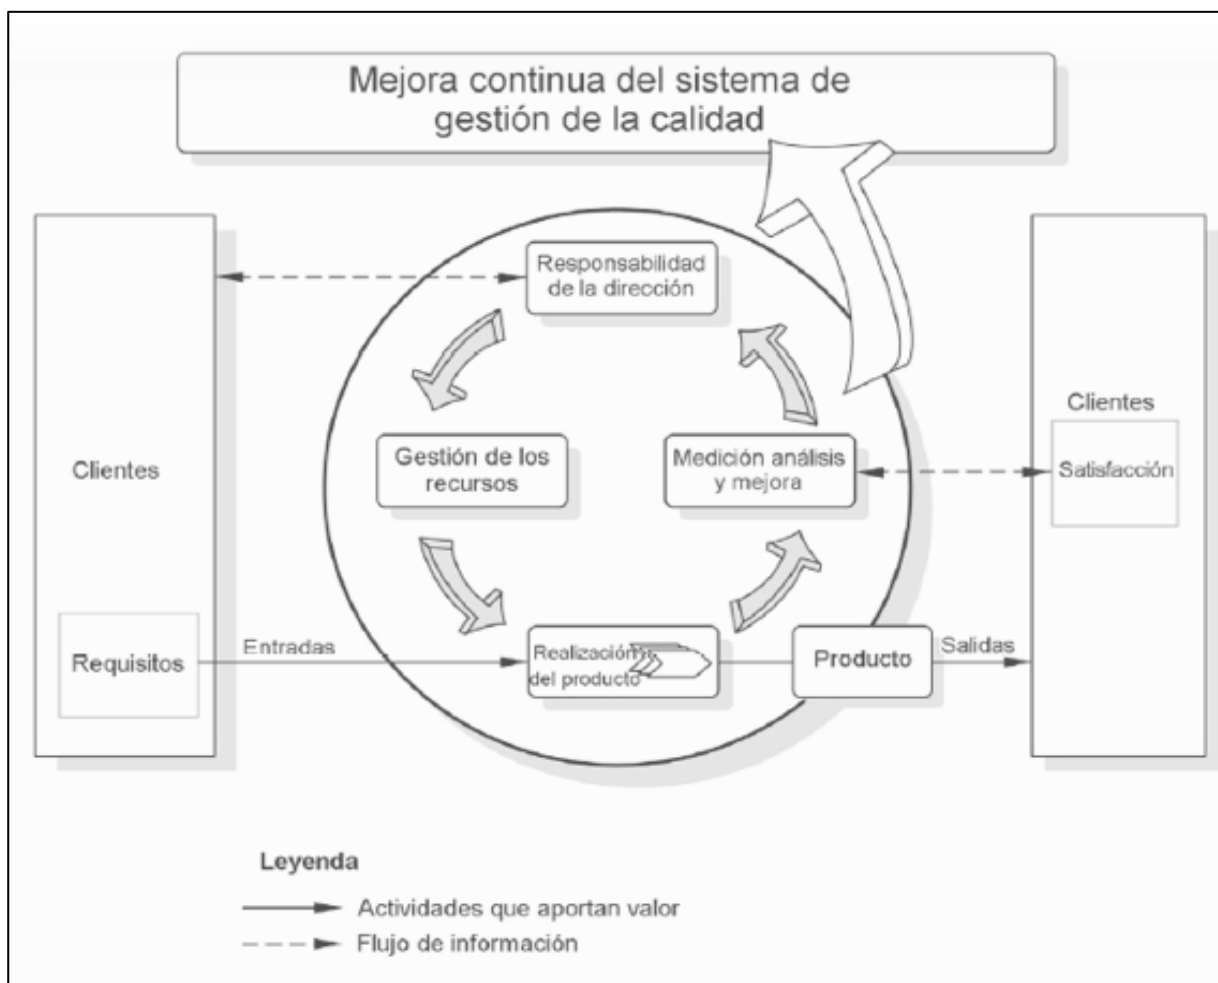 Mejora continua del sistema de
gestión de la calidad
Responsabilidad
de la dirección
Clientes
Gestión de los
recursos
Medición análisis
y mejora
Clientes
Satisfacción
Requisitos
Entradas
Realización
del producto
Producto
Salidas
Leyenda
Actividades que aportan valor
Flujo de información